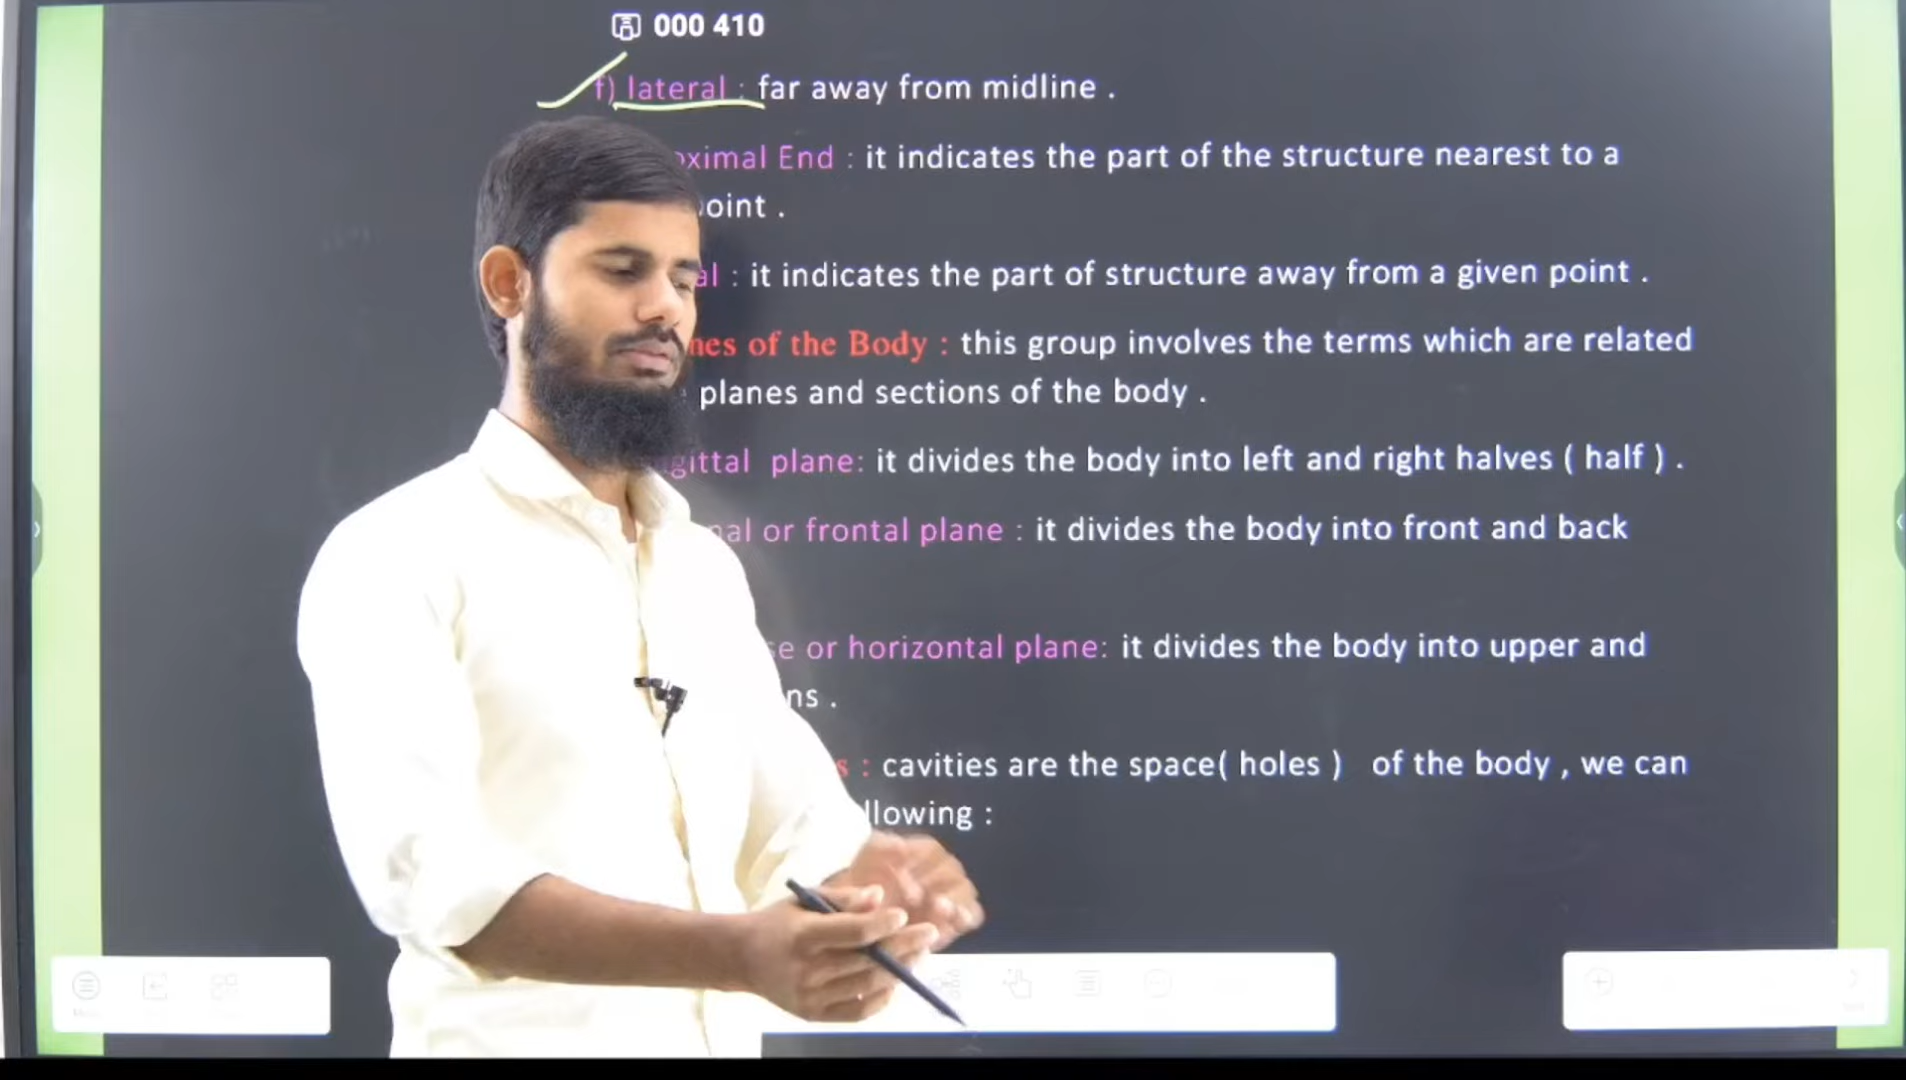 000 410
f) lateral : far away from midline .
oximal End : it indicates the part of the structure nearest to a
point .
al : it indicates the part of structure away from a given point .
nes of the Body : this group involves the terms which are related
planes and sections of the body .
gittal plane: it divides the body into left and right halves ( half ) .
nal or frontal plane : it divides the body into front and back
se or horizontal plane: it divides the body into upper and
ns .
s : cavities are the space( holes ) of the body , we can
llowing :